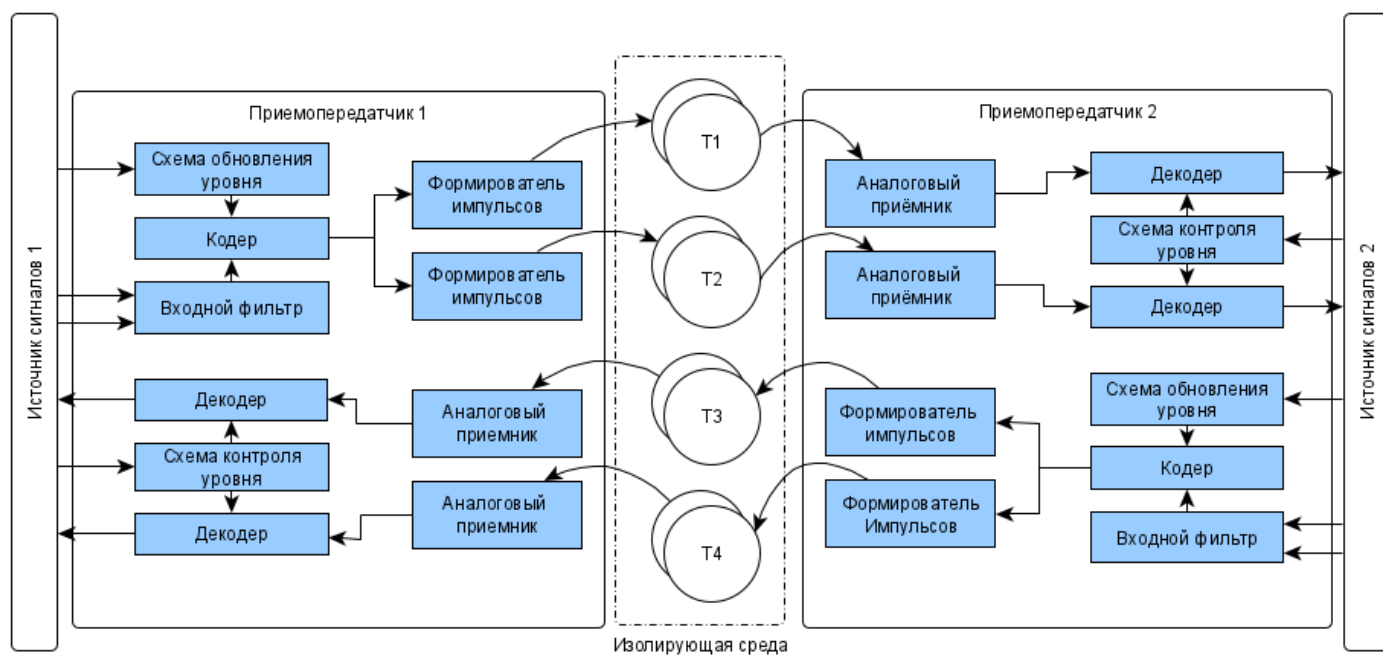 Источник сигналов 1
Приемопередатчик 1
Схема обновления
уровня
Кодер
Входной фильтр
Формирователь
импульсов
Формирователь
импульсов
Декодер
Схема контроля
уровня
Декодер
Аналоговый
приемник
Аналоговый
приемник
T1
T2
T3
T4
Изолирующая среда
Приемопередатчик 2
Аналоговый
приёмник
Аналоговый
приёмник
Декодер
Схема контроля
уровня
Декодер
Формирователь
импульсов
Формирователь
Импульсов
Схема обновления
уровня
Кодер
Входной фильтр
Источник сигналов 2